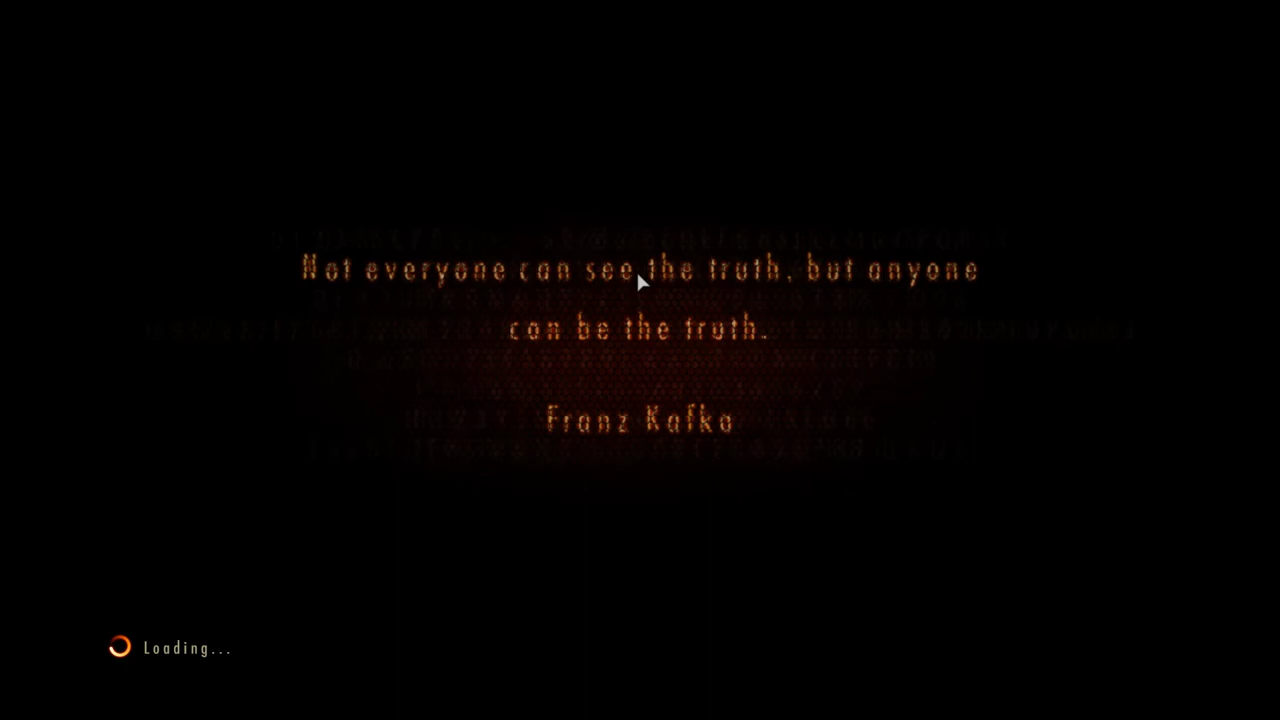 Not everyone can see the truth, but anyone
can be the truth.
Franz Kafka
Loading...